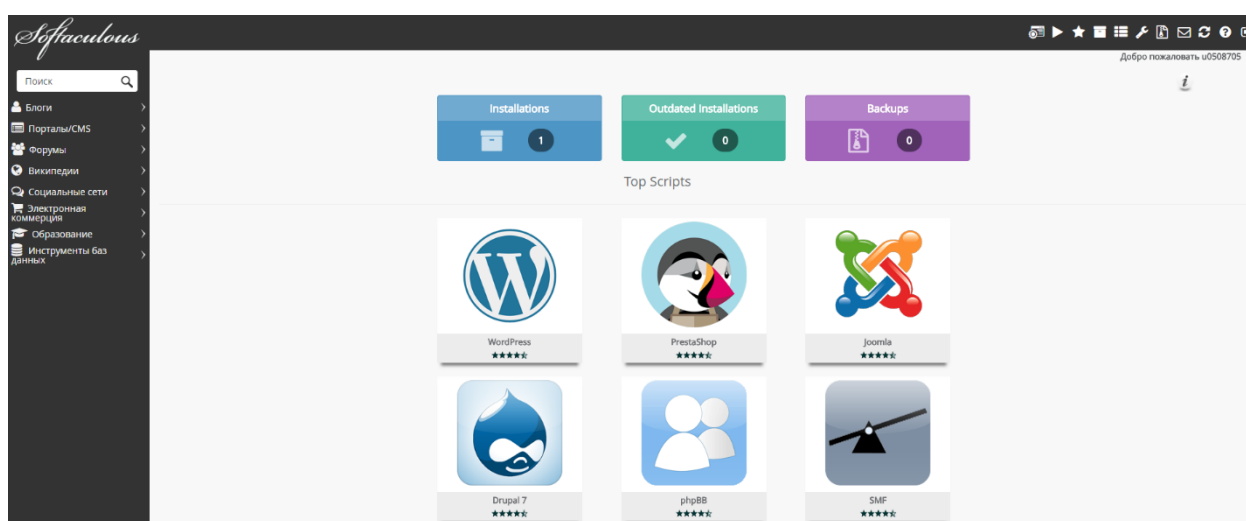 Softaculous
Добро пожаловать u0508705
Поиск
Блоги
Порталы/CMS
Форумы
Википедии
Социальные сети
Электронная
коммерция
Образование
Инструменты баз
данных
Installations
1
Outdated Installations
0
Backups
0
Top Scripts
WordPress
PrestaShop
Joomla
Drupal 7
phpBB
SMF